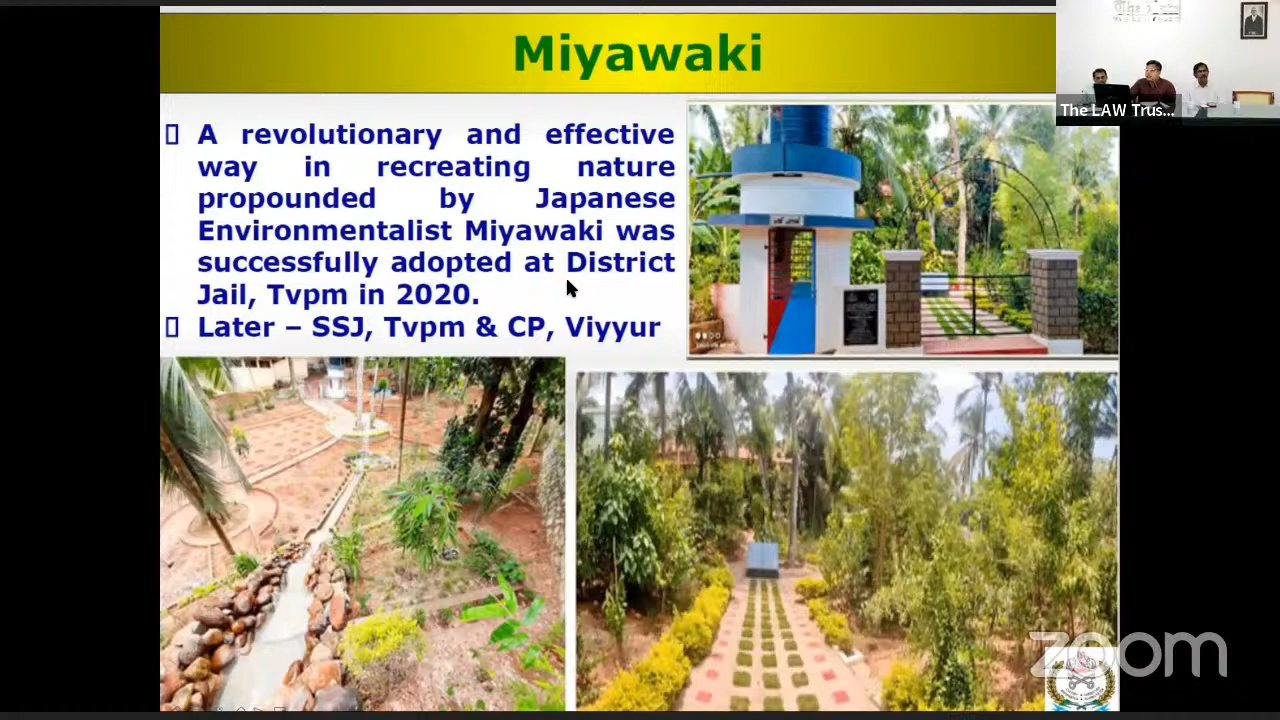 Miyawaki
A revolutionary and effective
way in recreating nature
propounded by Japanese
Environmentalist Miyawaki was
successfully adopted at District
Jail, Tvpm in 2020.
Later – SSJ, Tvpm & CP, Viyyur
The LAW Trus...
zoom